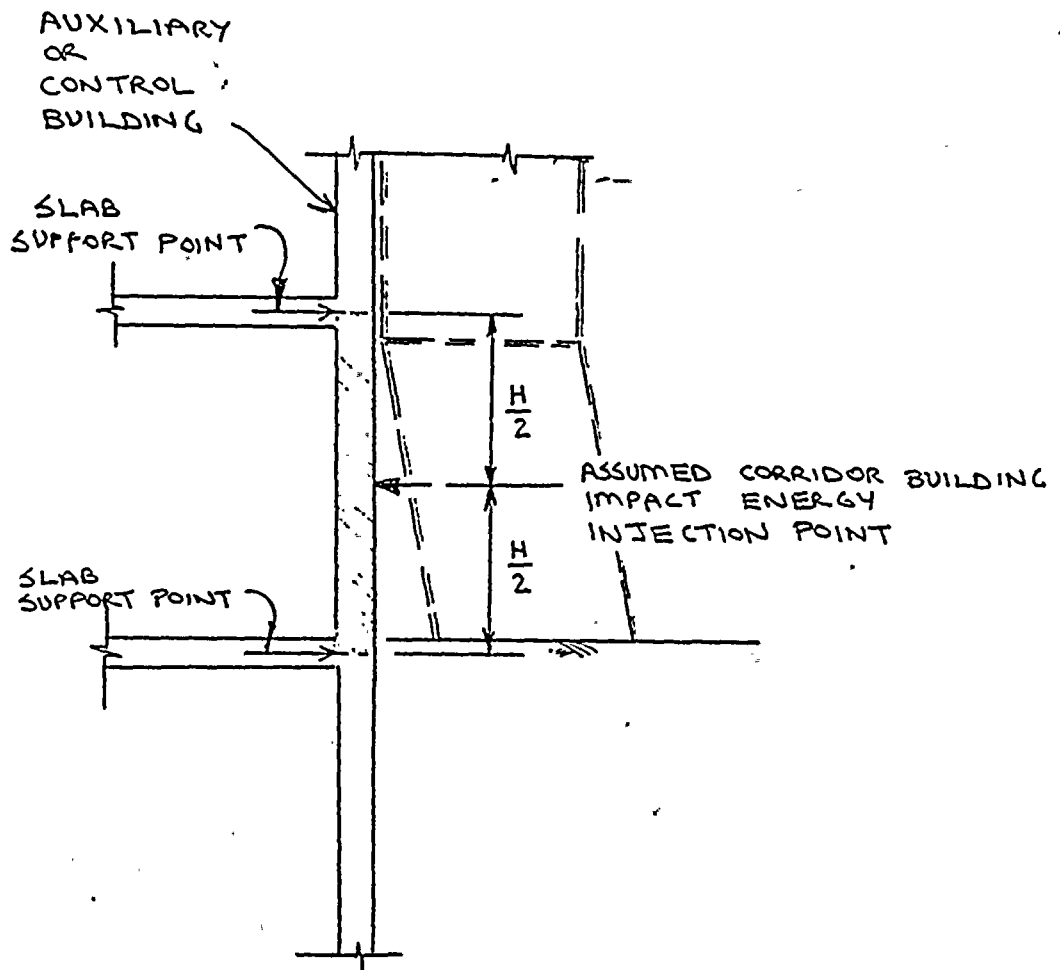 AUXILIARY
OR
CONTROL
BUILDING
SLAB
SUPPORT POINT
H
2
ASSUMED CORRIDOR BUILDING
IMPACT ENERGY
INJECTION POINT
H
2
SLAB
SUPPORT POINT